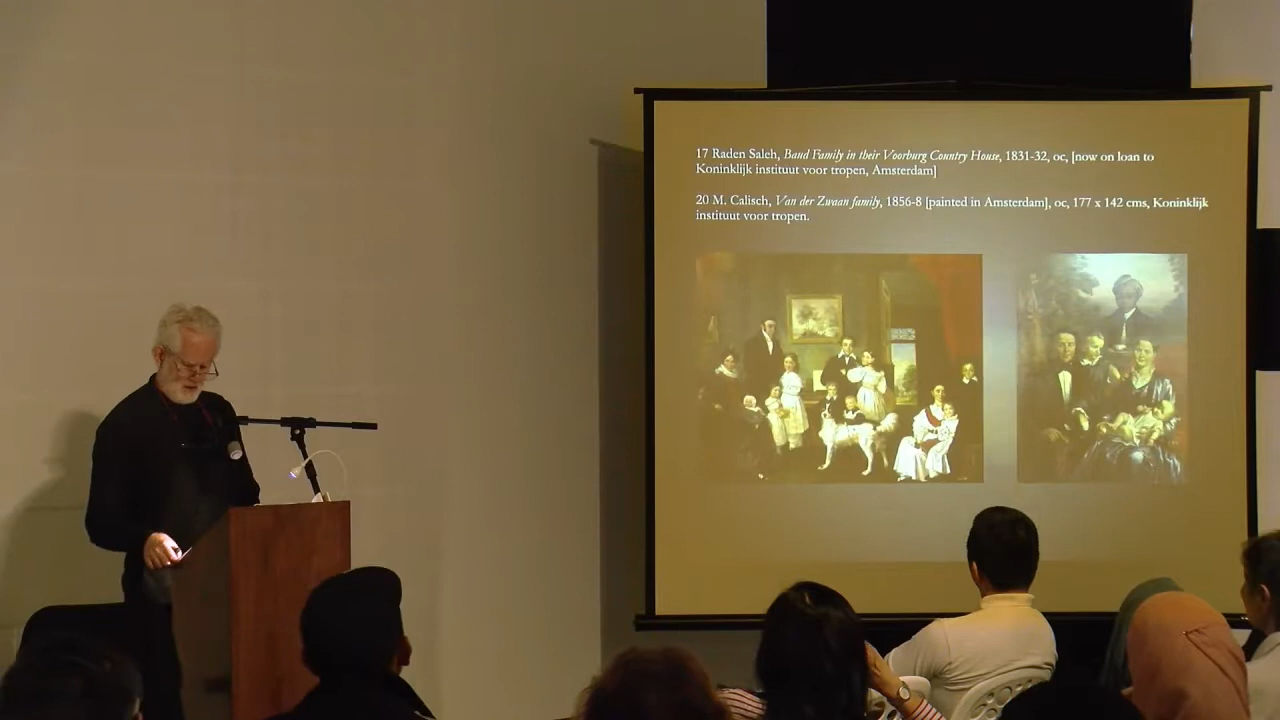 17 Raden Saleh, Baud Family in their Voorburg Country House, 1831-32, oc, [now on loan to
Koninklijk instituut voor tropen, Amsterdam]
20 M. Calisch, Van der Zwaan family, 1856-8 [painted in Amsterdam], oc, 177 x 142 cms, Koninklijk
instituut voor tropen.